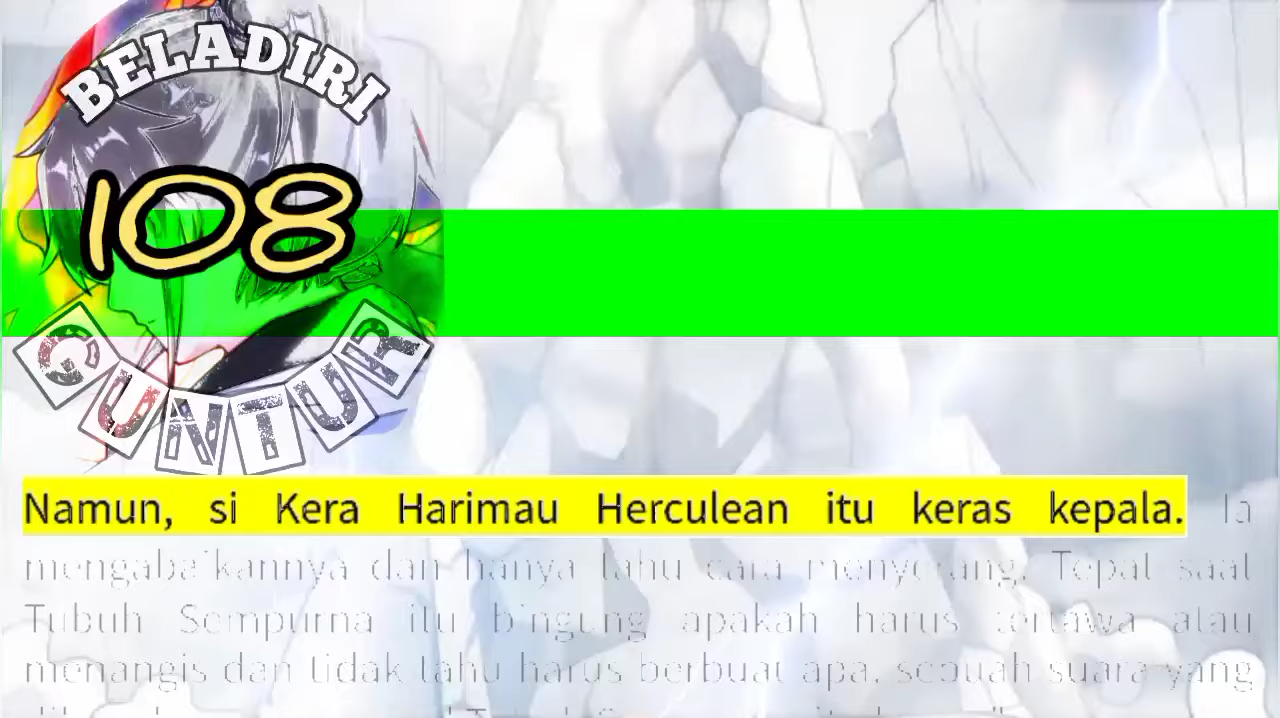 BELADIRI
108
GUNTUR
Namun, si Kera Harimau Herculean itu keras kepala. Ia
mengabaikannya dan hanya tahu cara menyerang. Tepat saat
Tubuh Sempurna itu bingung apakah harus tertawa atau
menangis dan tidak tahu harus berbuat apa, sebuah suara yang